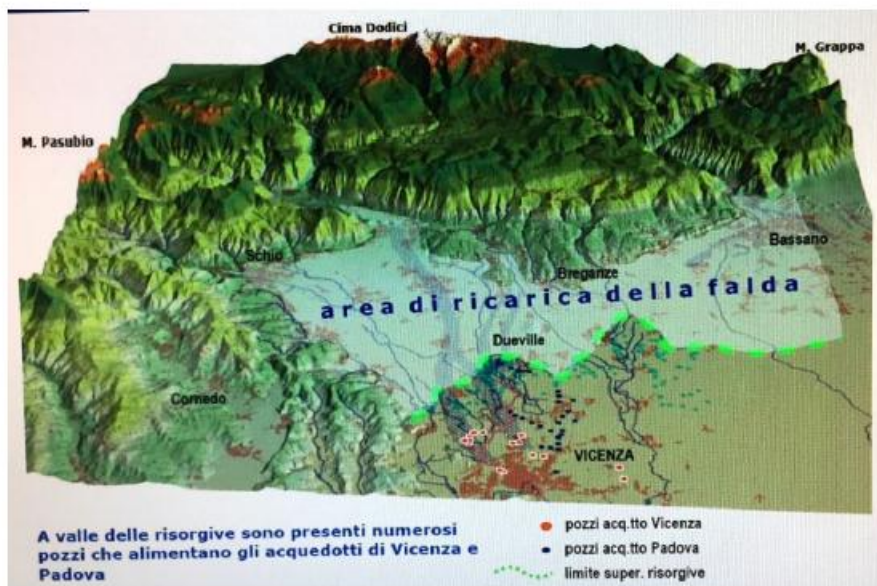 Cima Dodici
M. Grappa
M. Pasubio
Schio
Bassano
Breganze
area di ricarica della falda
Dueville
Cornedo
VICENZA
A valle delle risorgive sono presenti numerosi
pozzi che alimentano gli acquedotti di Vicenza e
Padova
pozzi acq.tto Vicenza
pozzi acq.tto Padova
limite super. risorgive